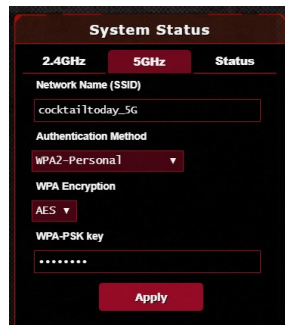 System Status
2.4GHz 5GHz Status
Network Name (SSID)
cocktailtoday_5G
Authentication Method
WPA2-Personal
WPA Encryption
AES
WPA-PSK key
••••••••
Apply